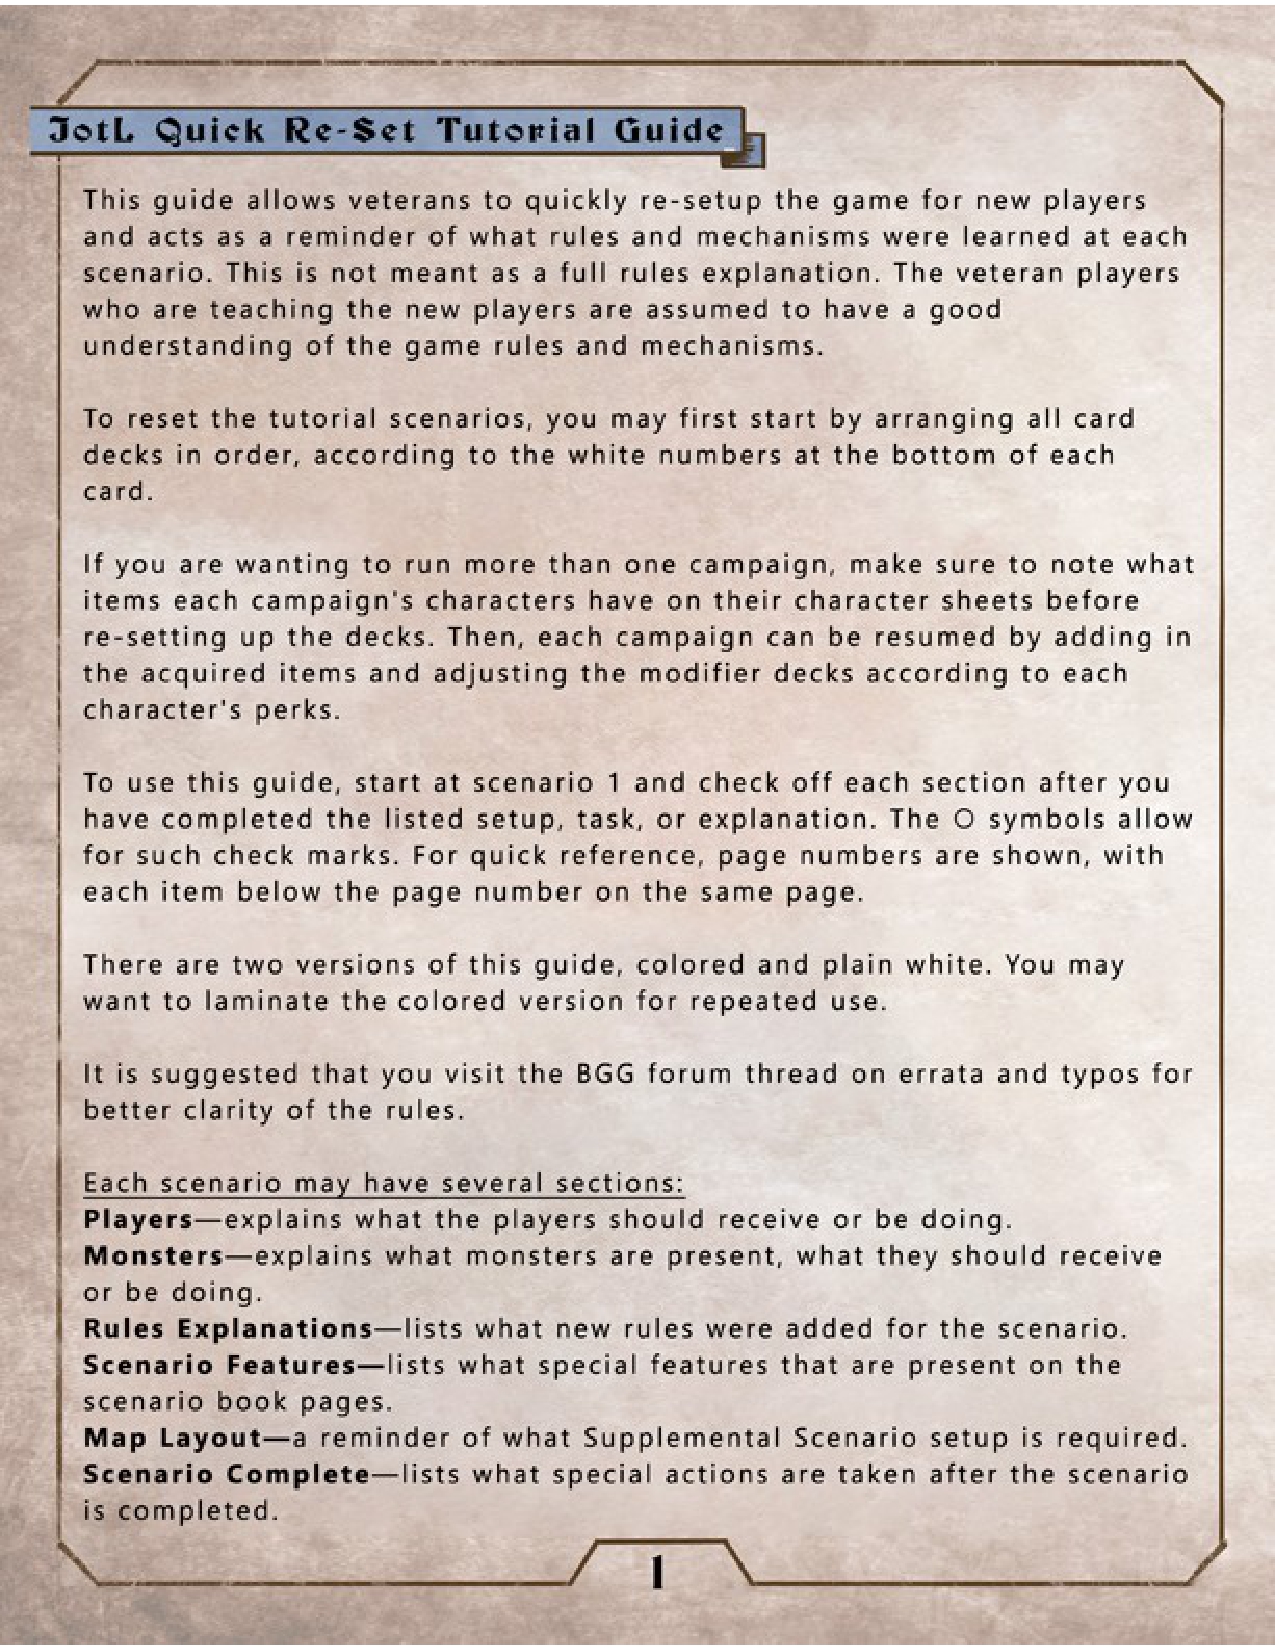 JotL Quick Re-Set Tutorial Guide
This guide allows veterans to quickly re-setup the game for new players
and acts as a reminder of what rules and mechanisms were learned at each
scenario. This is not meant as a full rules explanation. The veteran players
who are teaching the new players are assumed to have a good
understanding of the game rules and mechanisms.
To reset the tutorial scenarios, you may first start by arranging all card
decks in order, according to the white numbers at the bottom of each
card.
If you are wanting to run more than one campaign, make sure to note what
items each campaign's characters have on their character sheets before
re-setting up the decks. Then, each campaign can be resumed by adding in
the acquired items and adjusting the modifier decks according to each
character's perks.
To use this guide, start at scenario 1 and check off each section after you
have completed the listed setup, task, or explanation. The O symbols allow
for such check marks. For quick reference, page numbers are shown, with
each item below the page number on the same page.
There are two versions of this guide, colored and plain white. You may
want to laminate the colored version for repeated use.
It is suggested that you visit the BGG forum thread on errata and typos for
better clarity of the rules.
Each scenario may have several sections:
Players—explains what the players should receive or be doing.
Monsters—explains what monsters are present, what they should receive
or be doing.
Rules Explanations—lists what new rules were added for the scenario.
Scenario Features—lists what special features that are present on the
scenario book pages.
Map Layout—a reminder of what Supplemental Scenario setup is required.
Scenario Complete—lists what special actions are taken after the scenario
is completed.
1